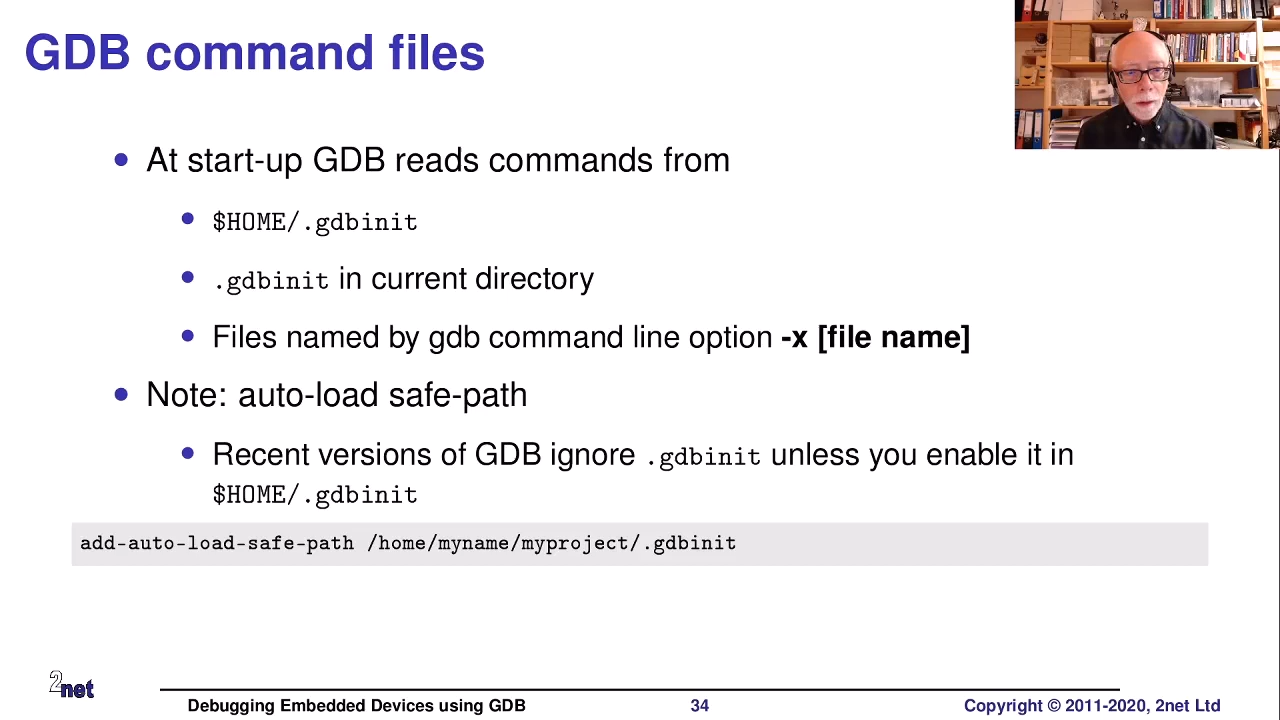 GDB command files
At start-up GDB reads commands from
$HOME/.gdbinit
.gdbinit in current directory
Files named by gdb command line option -x [file name]
Note: auto-load safe-path
Recent versions of GDB ignore .gdbinit unless you enable it in
$HOME/.gdbinit
add-auto-load-safe-path /home/myname/myproject/.gdbinit
2net
Debugging Embedded Devices using GDB
34
Copyright © 2011-2020, 2net Ltd